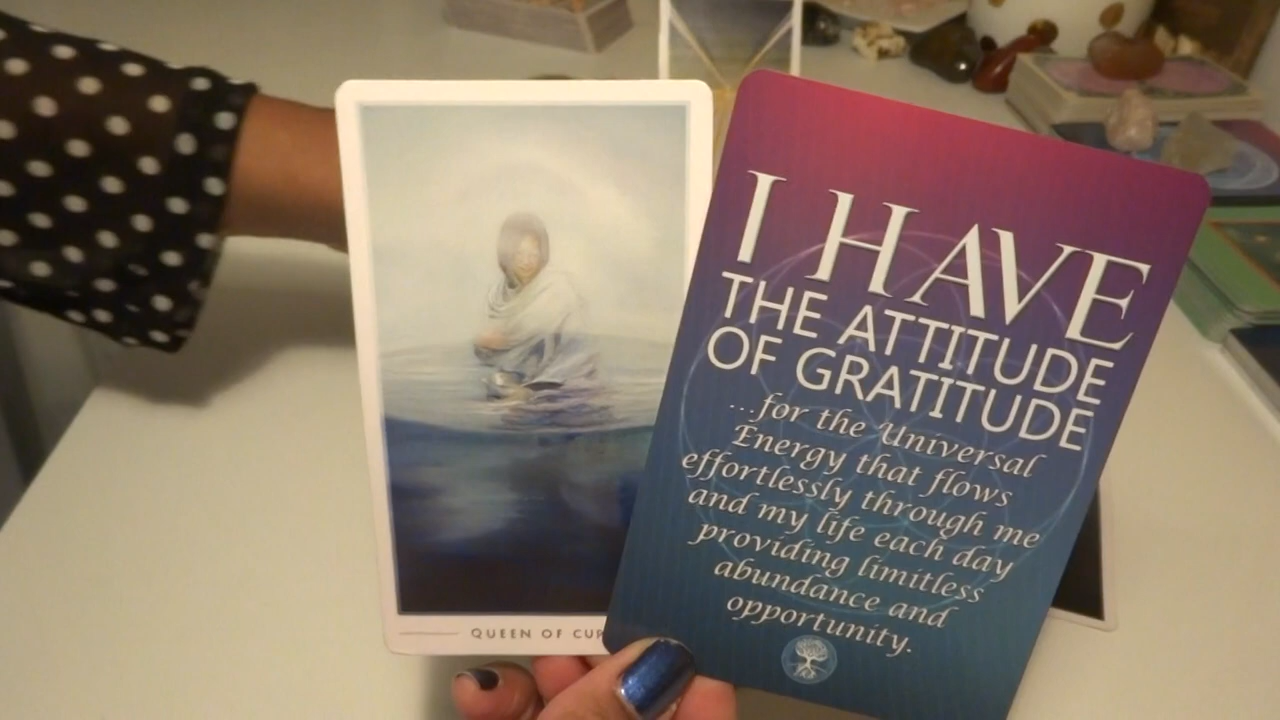 QUEEN OF
I HAVE
THE ATTITUDE
OF GRATITUDE
...for the Universal
Energy that flows
effortlessly through me
and my life each day
providing limitless
abundance and
opportunity.